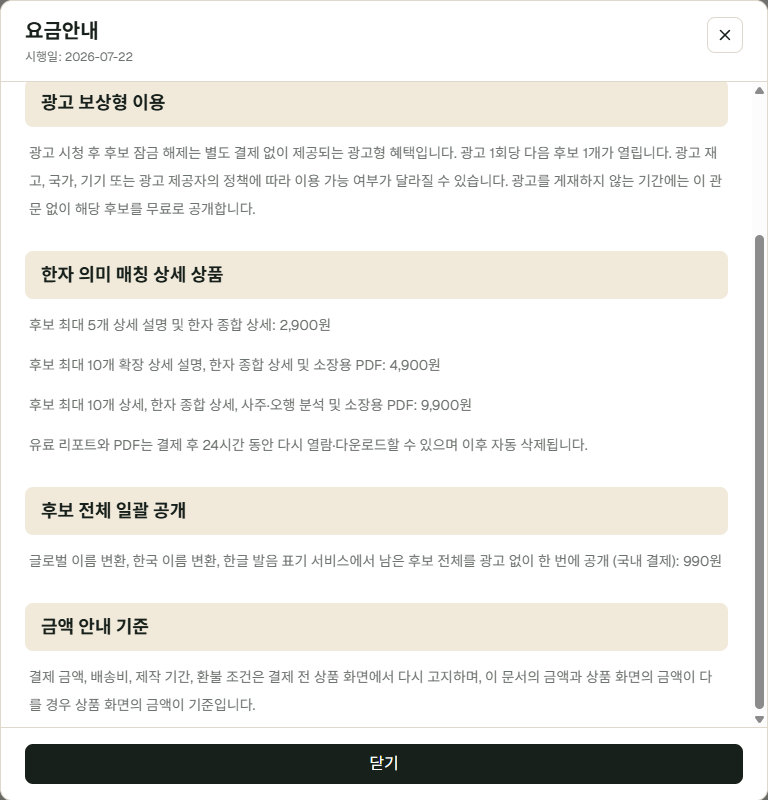 요금안내
시행일: 2026-07-22
광고 보상형 이용
광고 시청 후 후보 잠금 해제는 별도 결제 없이 제공되는 광고형 혜택입니다. 광고 1회당 다음 후보 1개가 열립니다. 광고 재
고, 국가, 기기 또는 광고 제공자의 정책에 따라 이용 가능 여부가 달라질 수 있습니다. 광고를 게재하지 않는 기간에는 이 관
문 없이 해당 후보를 무료로 공개합니다.
한자 의미 매칭 상세 상품
후보 최대 5개 상세 설명 및 한자 종합 상세: 2,900원
후보 최대 10개 확장 상세 설명, 한자 종합 상세 및 소장용 PDF: 4,900원
후보 최대 10개 상세, 한자 종합 상세, 사주·오행 분석 및 소장용 PDF: 9,900원
유료 리포트와 PDF는 결제 후 24시간 동안 다시 열람·다운로드할 수 있으며 이후 자동 삭제됩니다.
후보 전체 일괄 공개
글로벌 이름 변환, 한국 이름 변환, 한글 발음 표기 서비스에서 남은 후보 전체를 광고 없이 한 번에 공개 (국내 결제): 990원
금액 안내 기준
결제 금액, 배송비, 제작 기간, 환불 조건은 결제 전 상품 화면에서 다시 고지하며, 이 문서의 금액과 상품 화면의 금액이 다
를 경우 상품 화면의 금액이 기준입니다.
닫기